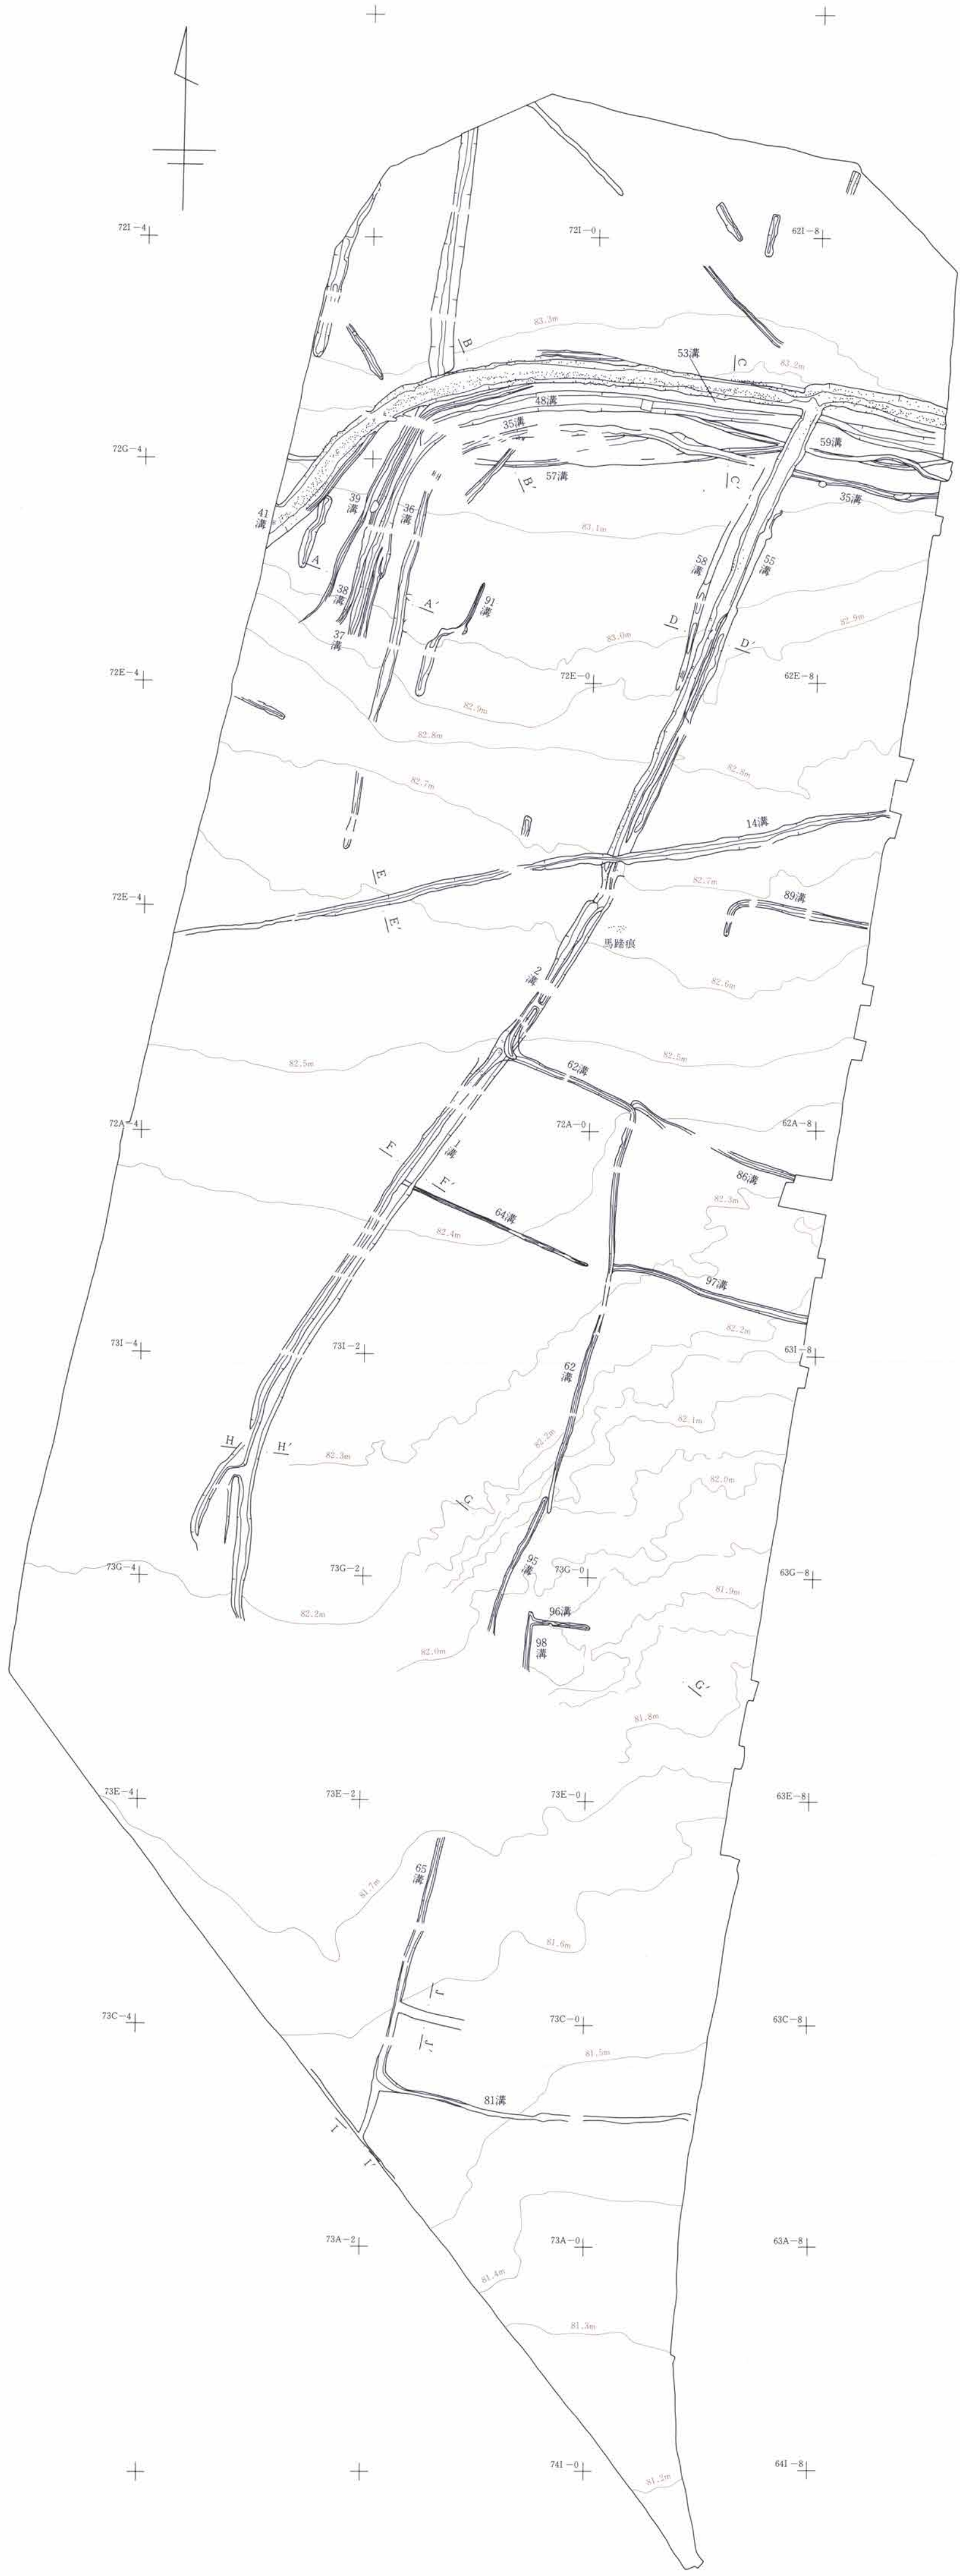 72I-4
72I-0
62I-8
83.3m
B
53溝
C
83.2m
48溝
35溝
59溝
72G-4
57溝
B'
C'
35溝
39溝
36溝
41溝
83.1m
A
58溝
55溝
38溝
A'
91溝
37溝
D
D'
83.0m
82.9m
72E-4
72E-0
62E-8
82.9m
82.8m
82.7m
82.8m
14溝
E
82.7m
72E-4
E'
89溝
馬蹄痕
2溝
82.6m
82.5m
82.5m
62溝
72A-4
72A-0
62A-8
F
1溝
F'
86溝
64溝
82.3m
82.4m
97溝
82.2m
73I-4
73I-2
63I-8
62溝
82.1m
H
H'
82.3m
82.2m
82.0m
G
73G-4
73G-2
95溝
73G-0
63G-8
81.9m
82.2m
96溝
82.0m
98溝
G'
81.8m
73E-4
73E-2
73E-0
63E-8
65溝
81.7m
81.6m
J
73C-4
73C-0
63C-8
J'
81.5m
81溝
I
I'
73A-2
73A-0
63A-8
81.4m
81.3m
74I-0
64I-8
81.2m